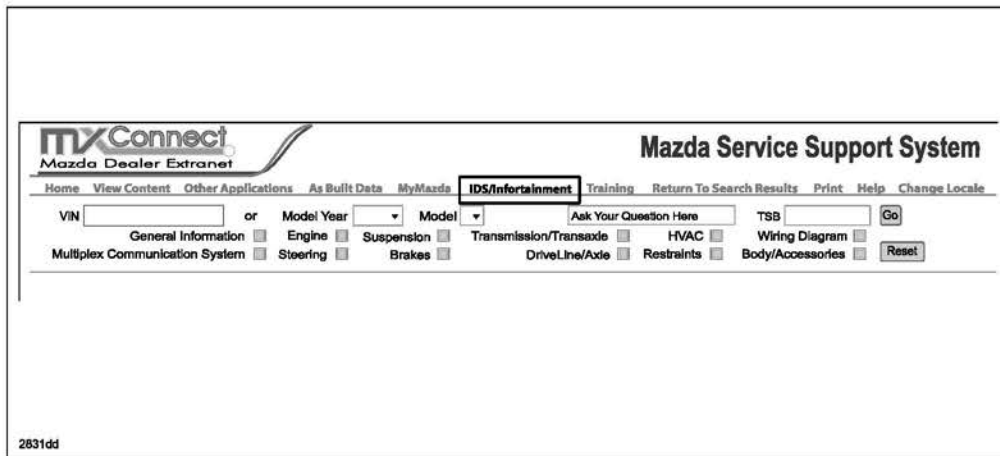 mxConnect
Mazda Dealer Extranet
Mazda Service Support System
Home View Content Other Applications As Built Data MyMazda IDS/Infortainment Training Return To Search Results Print Help Change Locale
VIN or Model Year Model Ask Your Question Here TSB Go
General Information Engine Suspension Transmission/Transaxle HVAC Wiring Diagram
Multiplex Communication System Steering Brakes DriveLine/Axle Restraints Body/Accessories Reset
2831dd